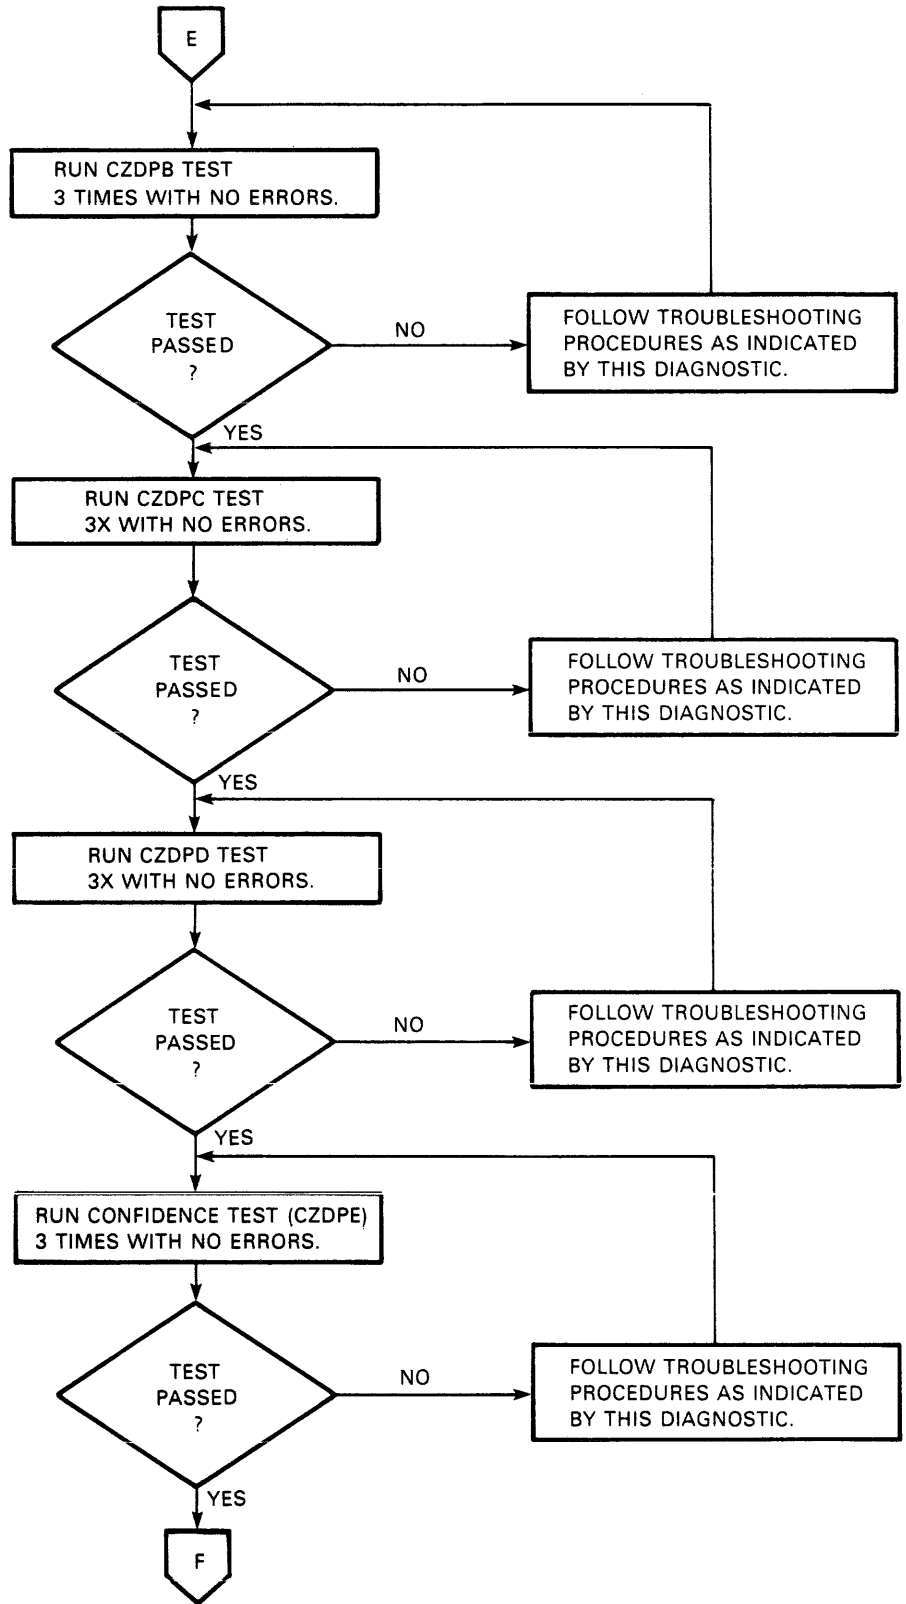 E
RUN CZDPB TEST
3 TIMES WITH NO ERRORS.
TEST
PASSED
?
NO
FOLLOW TROUBLESHOOTING
PROCEDURES AS INDICATED
BY THIS DIAGNOSTIC.
YES
RUN CZDPC TEST
3X WITH NO ERRORS.
TEST
PASSED
?
NO
FOLLOW TROUBLESHOOTING
PROCEDURES AS INDICATED
BY THIS DIAGNOSTIC.
YES
RUN CZDPD TEST
3X WITH NO ERRORS.
TEST
PASSED
?
NO
FOLLOW TROUBLESHOOTING
PROCEDURES AS INDICATED
BY THIS DIAGNOSTIC.
YES
RUN CONFIDENCE TEST (CZDPE)
3 TIMES WITH NO ERRORS.
TEST
PASSED
?
NO
FOLLOW TROUBLESHOOTING
PROCEDURES AS INDICATED
BY THIS DIAGNOSTIC.
YES
F